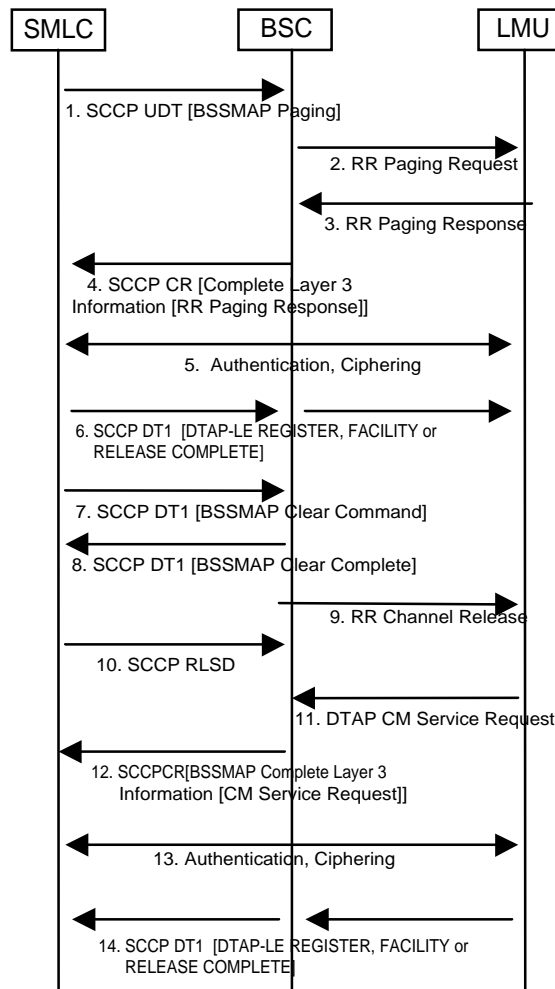 SMLC BSC LMU
1. SCCP UDT [BSSMAP Paging]
2. RR Paging Request
3. RR Paging Response
4. SCCP CR [Complete Layer 3
Information [RR Paging Response]]
5. Authentication, Ciphering
6. SCCP DT1 [DTAP-LE REGISTER, FACILITY or
RELEASE COMPLETE]
7. SCCP DT1 [BSSMAP Clear Command]
8. SCCP DT1 [BSSMAP Clear Complete]
9. RR Channel Release
10. SCCP RLSD
11. DTAP CM Service Request
12. SCCPCR[BSSMAP Complete Layer 3
Information [CM Service Request]]
13. Authentication, Ciphering
14. SCCP DT1 [DTAP-LE REGISTER, FACILITY or
RELEASE COMPLETE]